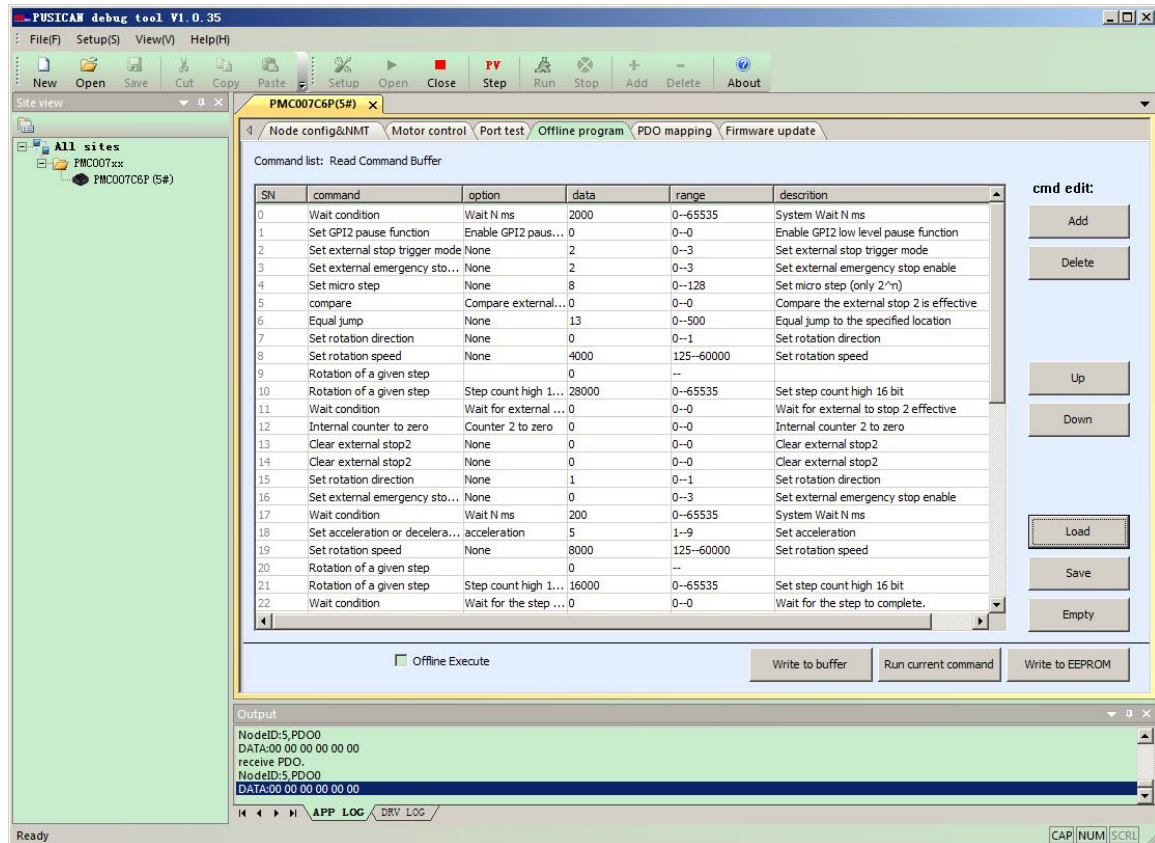 PUSICAN debug tool V1.0.35
File(F) Setup(S) View(V) Help(H)
New Open Save Cut Copy Paste Setup Open Close PV Step Run Stop Add Delete About
Site view
All sites
PMC007xx
PMC007C6P (5#)
PMC007C6P(5#) x
Node config&NMT Motor control Port test Offline program PDO mapping Firmware update
Command list: Read Command Buffer
SN command option data range descrition
0 Wait condition Wait N ms 2000 0--65535 System Wait N ms
1 Set GPI2 pause function Enable GPI2 paus... 0 0--0 Enable GPI2 low level pause function
2 Set external stop trigger mode None 2 0--3 Set external stop trigger mode
3 Set external emergency sto... None 2 0--3 Set external emergency stop enable
4 Set micro step None 8 0--128 Set micro step (only 2^n)
5 compare Compare external... 0 0--0 Compare the external stop 2 is effective
6 Equal jump None 13 0--500 Equal jump to the specified location
7 Set rotation direction None 0 0--1 Set rotation direction
8 Set rotation speed None 4000 125--60000 Set rotation speed
9 Rotation of a given step 0 --
10 Rotation of a given step Step count high 1... 28000 0--65535 Set step count high 16 bit
11 Wait condition Wait for external ... 0 0--0 Wait for external to stop 2 effective
12 Internal counter to zero Counter 2 to zero 0 0--0 Internal counter 2 to zero
13 Clear external stop2 None 0 0--0 Clear external stop2
14 Clear external stop2 None 0 0--0 Clear external stop2
15 Set rotation direction None 1 0--1 Set rotation direction
16 Set external emergency sto... None 0 0--3 Set external emergency stop enable
17 Wait condition Wait N ms 200 0--65535 System Wait N ms
18 Set acceleration or decelera... acceleration 5 1--9 Set acceleration
19 Set rotation speed None 8000 125--60000 Set rotation speed
20 Rotation of a given step 0 --
21 Rotation of a given step Step count high 1... 16000 0--65535 Set step count high 16 bit
22 Wait condition Wait for the step ... 0 0--0 Wait for the step to complete.
cmd edit:
Add
Delete
Up
Down
Load
Save
Empty
Offline Execute
Write to buffer Run current command Write to EEPROM
Output
NodeID:5,PDO0
DATA:00 00 00 00 00 00
receive PDO.
NodeID:5,PDO0
DATA:00 00 00 00 00 00
APP LOG DRV LOG
Ready CAP NUM SCRL